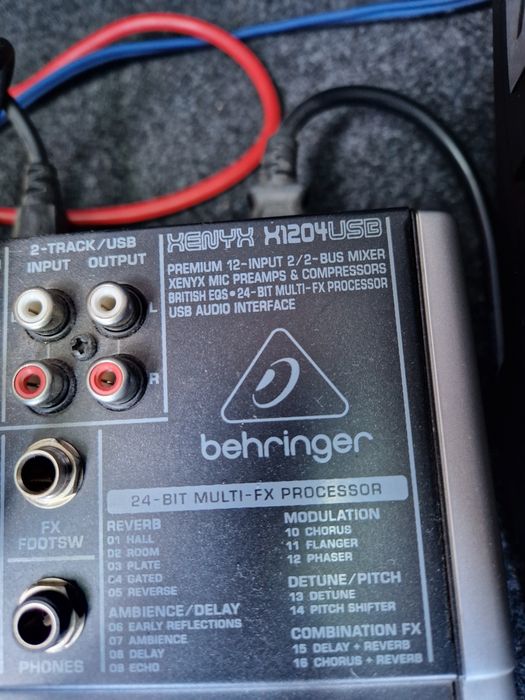 XENYX X1204USB
PREMIUM 12-INPUT 2/2-BUS MIXER
XENYX MIC PREAMPS & COMPRESSORS
BRITISH EQS • 24-BIT MULTI-FX PROCESSOR
USB AUDIO INTERFACE
2-TRACK/USB
INPUT OUTPUT
L
R
behringer
24-BIT MULTI-FX PROCESSOR
FX
FOOTSW
PHONES
REVERB
01 HALL
02 ROOM
03 PLATE
04 GATED
05 REVERSE
AMBIENCE/DELAY
06 EARLY REFLECTIONS
07 AMBIENCE
08 DELAY
09 ECHO
MODULATION
10 CHORUS
11 FLANGER
12 PHASER
DETUNE/PITCH
13 DETUNE
14 PITCH SHIFTER
COMBINATION FX
15 DELAY + REVERB
16 CHORUS + REVERB